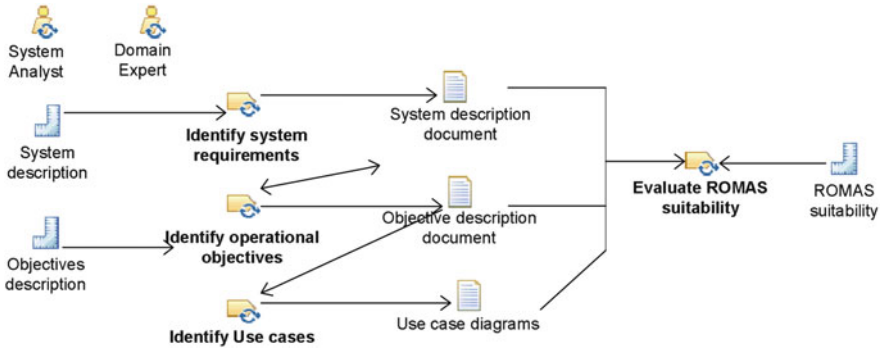 System
Analyst
Domain
Expert
System
description
Identify system
requirements
System description
document
Identify operational
objectives
Objective description
document
Objectives
description
Identify Use cases
Use case diagrams
Evaluate ROMAS
suitability
ROMAS
suitability